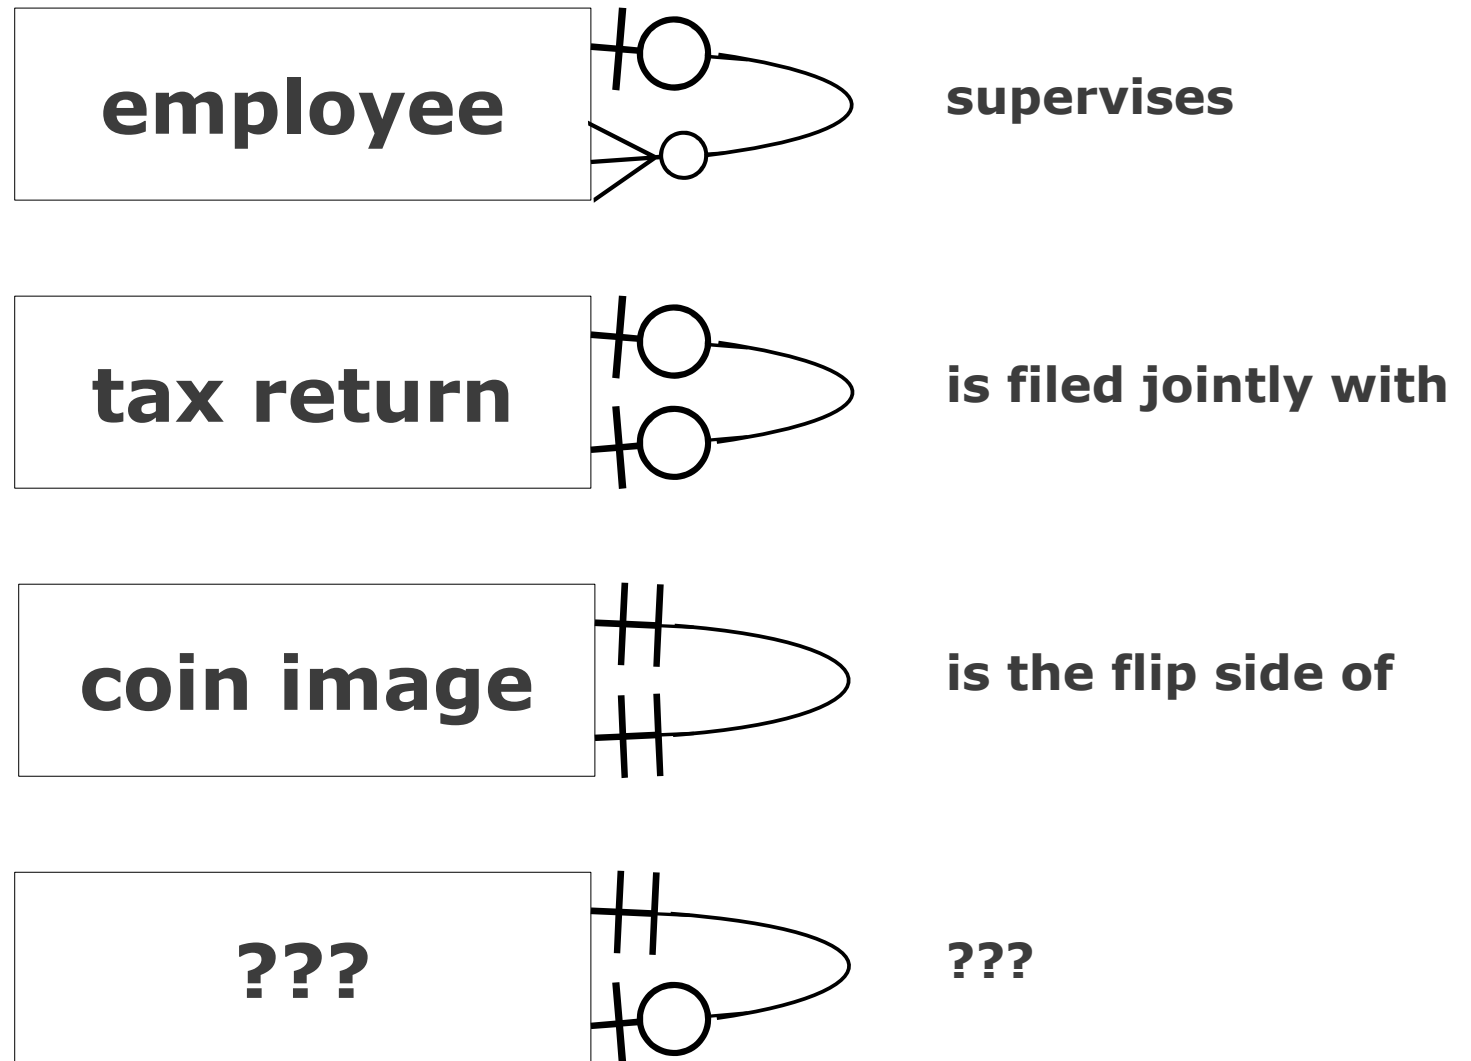 employee
supervises
tax return
is filed jointly with
coin image
is the flip side of
???
???